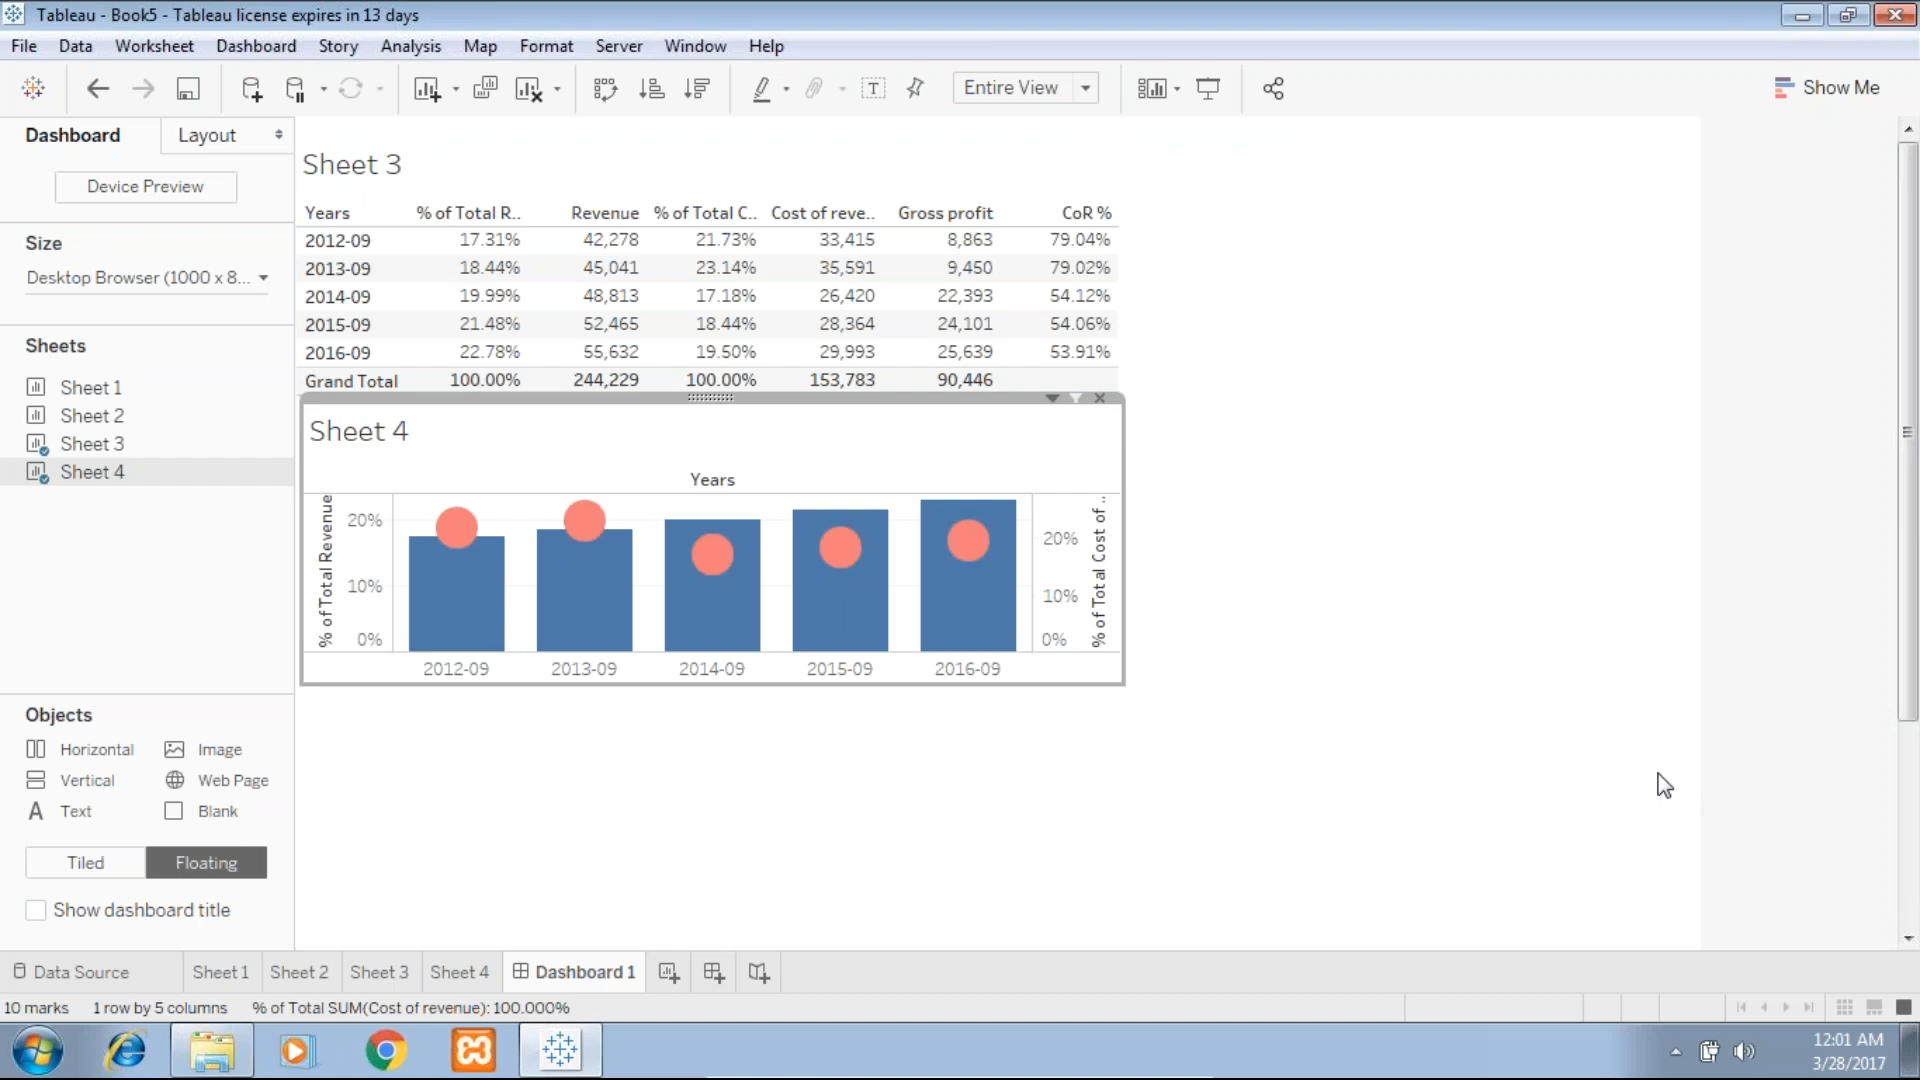 Tableau - Book5 - Tableau license expires in 13 days
File Data Worksheet Dashboard Story Analysis Map Format Server Window Help
T Entire View Show Me
Dashboard Layout
Device Preview
Size
Desktop Browser (1000 x 8...
Sheets
Sheet 1
Sheet 2
Sheet 3
Sheet 4
Objects
Horizontal Image
Vertical Web Page
A Text Blank
Tiled Floating
Show dashboard title
Sheet 3
Years % of Total R.. Revenue % of Total C.. Cost of reve.. Gross profit CoR %
2012-09 17.31% 42,278 21.73% 33,415 8,863 79.04%
2013-09 18.44% 45,041 23.14% 35,591 9,450 79.02%
2014-09 19.99% 48,813 17.18% 26,420 22,393 54.12%
2015-09 21.48% 52,465 18.44% 28,364 24,101 54.06%
2016-09 22.78% 55,632 19.50% 29,993 25,639 53.91%
Grand Total 100.00% 244,229 100.00% 153,783 90,446
Sheet 4
Years
% of Total Revenue
20%
10%
0%
20%
10%
0%
% of Total Cost of ..
2012-09 2013-09 2014-09 2015-09 2016-09
Data Source Sheet 1 Sheet 2 Sheet 3 Sheet 4 Dashboard 1
10 marks 1 row by 5 columns % of Total SUM(Cost of revenue): 100.000%
12:01 AM
3/28/2017